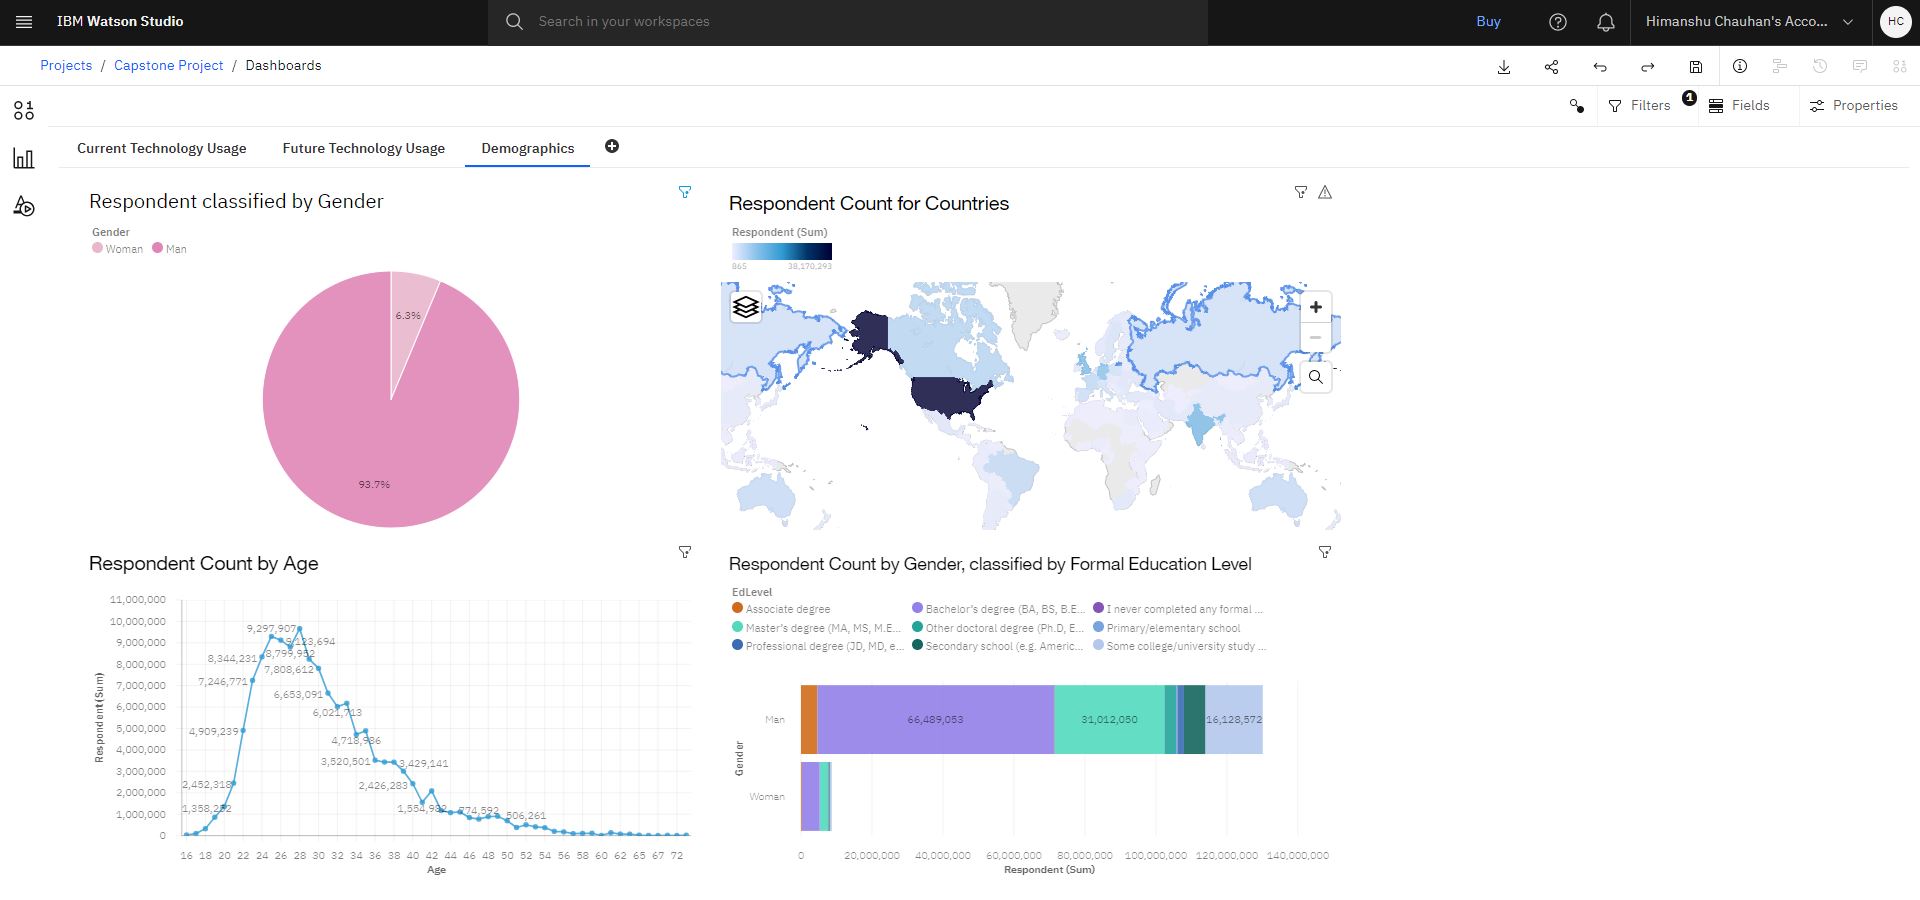 IBM Watson Studio
Search in your workspaces
Buy
Himanshu Chauhan's Acco...
HC
Projects / Capstone Project / Dashboards
Filters 1
Fields
Properties
Current Technology Usage
Future Technology Usage
Demographics
Respondent classified by Gender
Gender
Woman Man
6.3%
93.7%
Respondent Count for Countries
Respondent (Sum)
865 38,170,293
Respondent Count by Age
Respondent(Sum)
11,000,000
10,000,000
9,000,000
8,000,000
7,000,000
6,000,000
5,000,000
4,000,000
3,000,000
2,000,000
1,000,000
0
9,297,907
9,123,694
8,799,952
8,344,231
7,808,612
7,246,771
6,653,091
6,021,713
4,909,239
4,718,986
3,520,501
3,429,141
2,452,318
2,426,283
1,358,252
1,554,982
774,592
506,261
16 18 20 22 24 26 28 30 32 34 36 38 40 42 44 46 48 50 52 54 56 58 60 62 65 67 72
Age
Respondent Count by Gender, classified by Formal Education Level
EdLevel
Associate degree
Bachelor's degree (BA, BS, B.E...
I never completed any formal ...
Master's degree (MA, MS, M.E...
Other doctoral degree (Ph.D, E...
Primary/elementary school
Professional degree (JD, MD, e...
Secondary school (e.g. Americ...
Some college/university study ...
Gender
Man
66,489,053
31,012,050
16,128,572
Woman
0 20,000,000 40,000,000 60,000,000 80,000,000 100,000,000 120,000,000 140,000,000
Respondent (Sum)